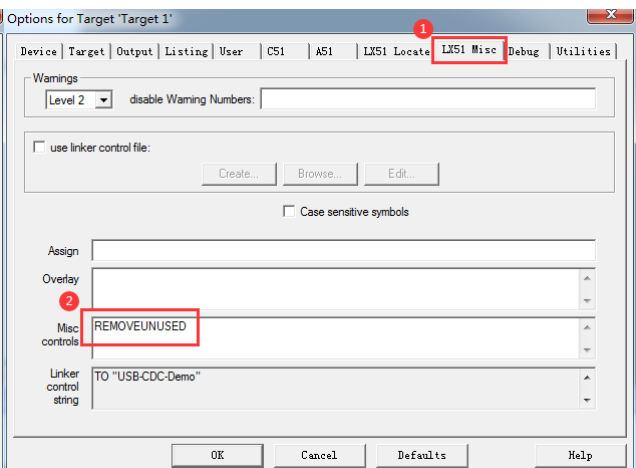 Options for Target 'Target 1'
1
Device Target Output Listing User C51 A51 LX51 Locate LX51 Misc Debug Utilities
Warnings
Level 2 disable Warning Numbers:
use linker control file:
Create... Browse... Edit...
Case sensitive symbols
Assign
Overlay
2
Misc controls
REMOVEUNUSED
Linker control string
TO "USB-CDC-Demo"
OK Cancel Defaults Help